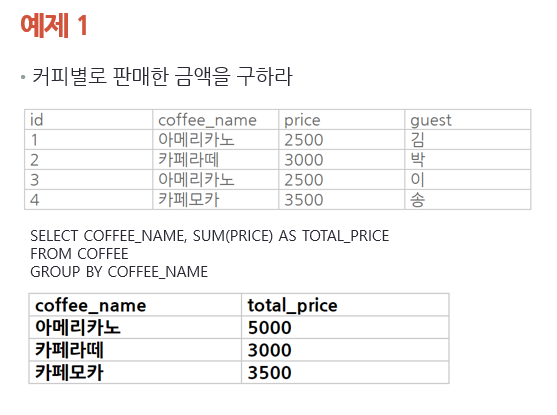 예제 1
• 커피별로 판매한 금액을 구하라
id coffee_name price guest
1 아메리카노 2500 김
2 카페라떼 3000 박
3 아메리카노 2500 이
4 카페모카 3500 송
SELECT COFFEE_NAME, SUM(PRICE) AS TOTAL_PRICE
FROM COFFEE
GROUP BY COFFEE_NAME
coffee_name total_price
아메리카노 5000
카페라떼 3000
카페모카 3500